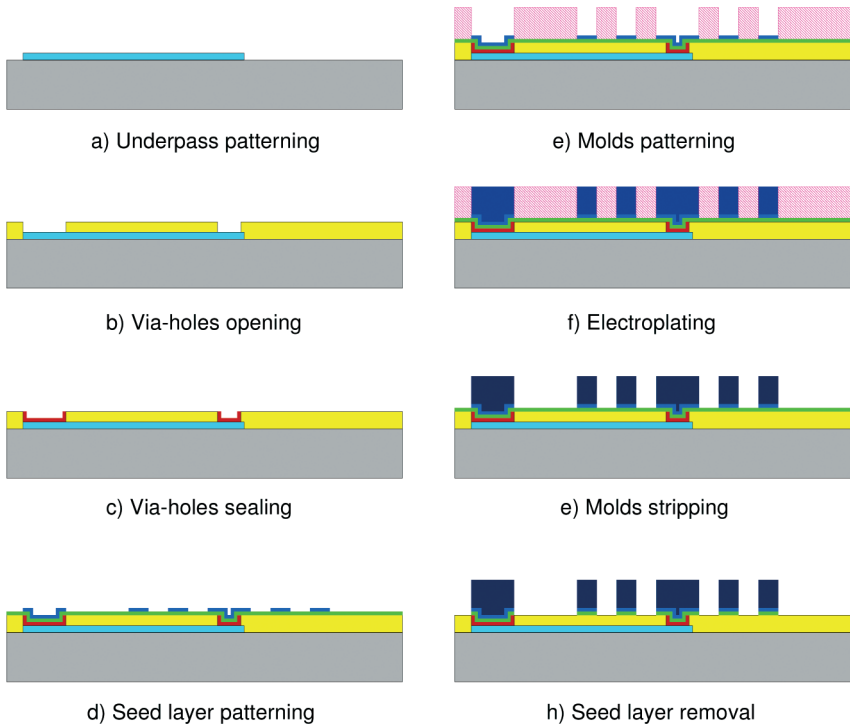 a) Underpass patterning
b) Via-holes opening
c) Via-holes sealing
d) Seed layer patterning
e) Molds patterning
f) Electroplating
e) Molds stripping
h) Seed layer removal